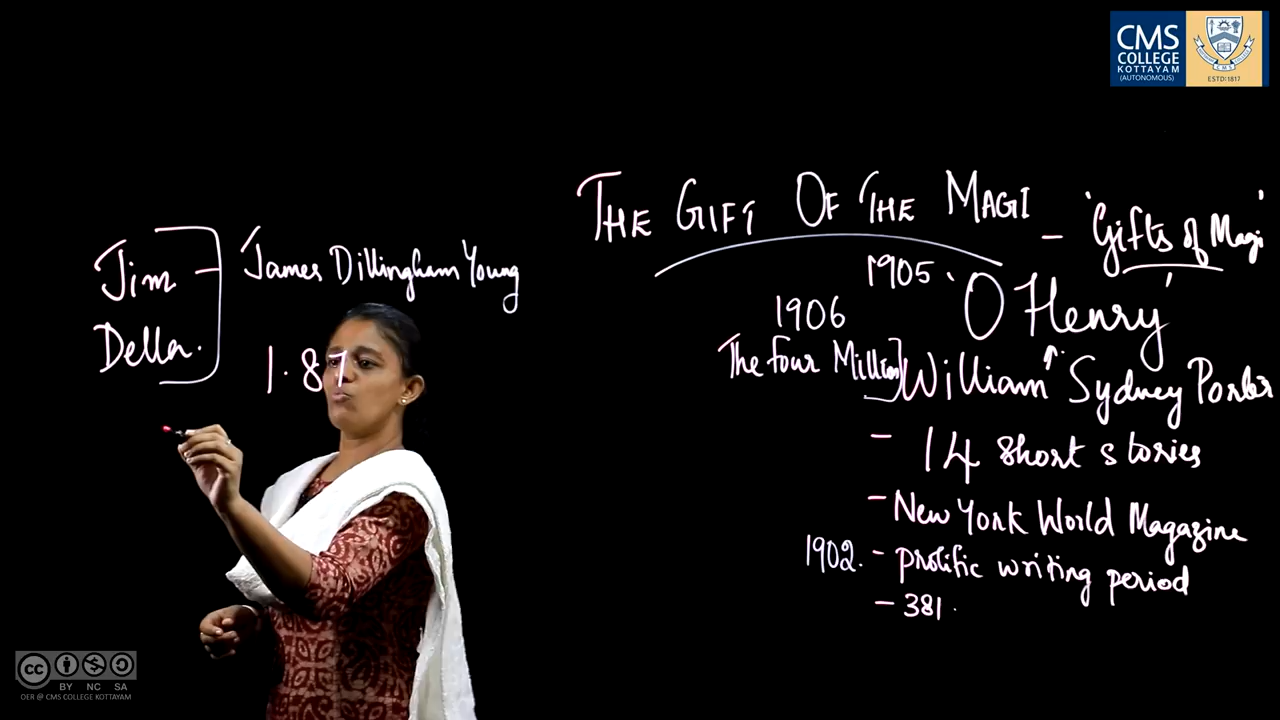 CMS
COLLEGE
KOTTAYAM
(AUTONOMOUS)
ESTD:1817
THE GIFT OF THE MAGI - 'Gifts of Magi'
1905 'O Henry'
1906
The four Million] William Sydney Porter
- 14 short stories
- New York World Magazine
1902. - prolific writing period
- 381.
Jim - James Dillingham Young
Della.
1.87
cc BY NC SA
OER @ CMS COLLEGE KOTTAYAM